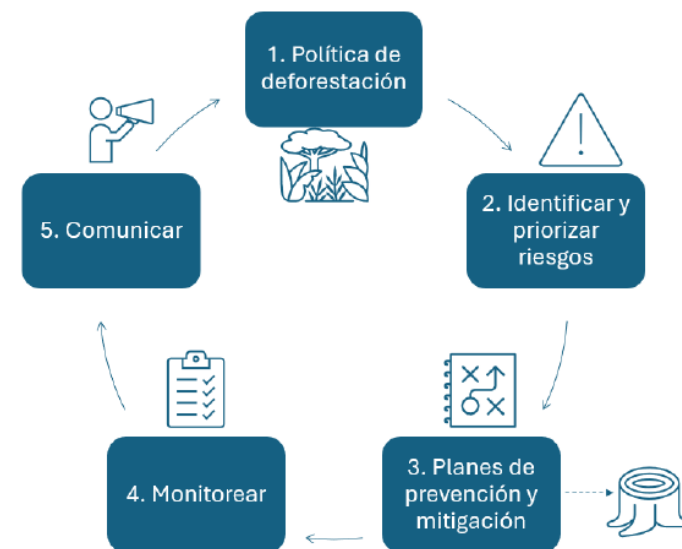 1. Política de
deforestación
2. Identificar y
priorizar
riesgos
3. Planes de
prevención y
mitigación
4. Monitorear
5. Comunicar